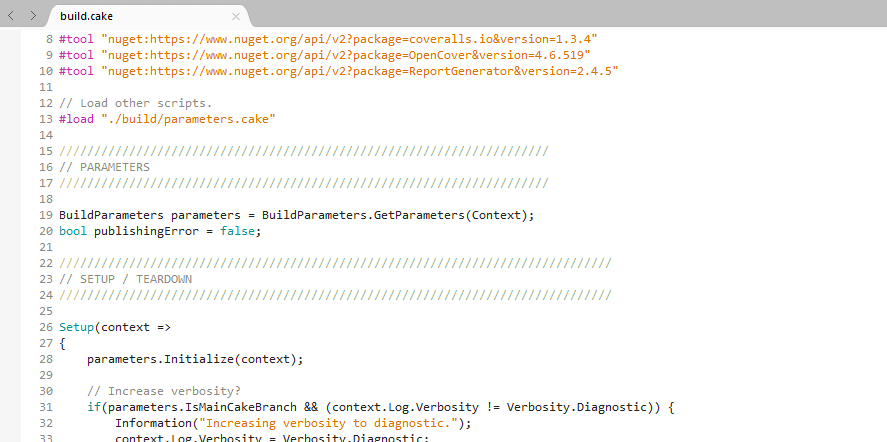 build.cake
8 #tool "nuget:https://www.nuget.org/api/v2?package=coveralls.io&version=1.3.4"
9 #tool "nuget:https://www.nuget.org/api/v2?package=OpenCover&version=4.6.519"
10 #tool "nuget:https://www.nuget.org/api/v2?package=ReportGenerator&version=2.4.5"
11
12 // Load other scripts.
13 #load "./build/parameters.cake"
14
15 //////////////////////////////////////////////////////////////////////
16 // PARAMETERS
17 //////////////////////////////////////////////////////////////////////
18
19 BuildParameters parameters = BuildParameters.GetParameters(Context);
20 bool publishingError = false;
21
22 ///////////////////////////////////////////////////////////////////////////////
23 // SETUP / TEARDOWN
24 ///////////////////////////////////////////////////////////////////////////////
25
26 Setup(context =>
27 {
28     parameters.Initialize(context);
29
30     // Increase verbosity?
31     if(parameters.IsMainCakeBranch && (context.Log.Verbosity != Verbosity.Diagnostic)) {
32         Information("Increasing verbosity to diagnostic.");
33         context.Log.Verbosity = Verbosity.Diagnostic;